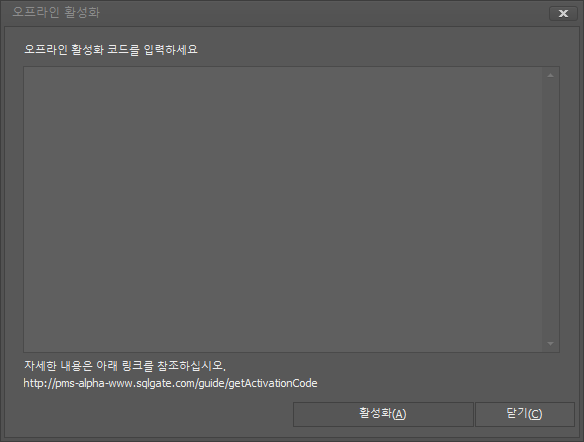 오프라인 활성화
오프라인 활성화 코드를 입력하세요
자세한 내용은 아래 링크를 참조하십시오.
http://pms-alpha-www.sqlgate.com/guide/getActivationCode
활성화(A) 닫기(C)